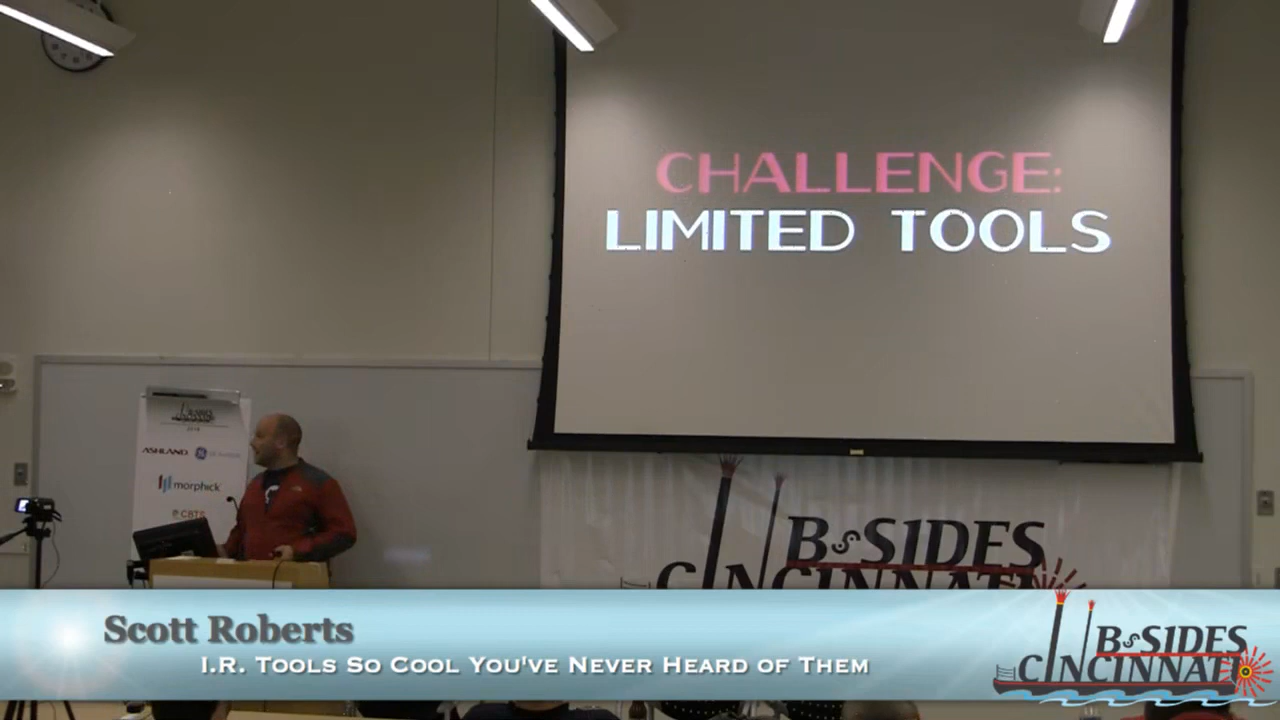 CHALLENGE:
LIMITED TOOLS
ASHLAND
morphick
CBTS
B-SIDES
CINCINNATI
Scott Roberts
I.R. TOOLS SO COOL YOU'VE NEVER HEARD OF THEM
B-SIDES
CINCINNATI